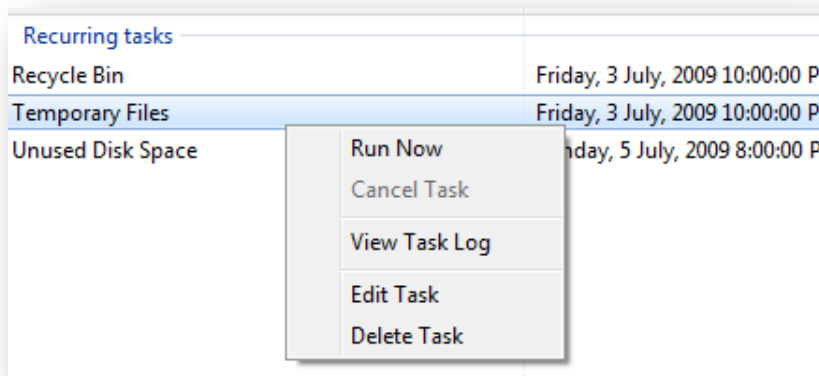 Recurring tasks
Recycle Bin Friday, 3 July, 2009 10:00:00 P
Temporary Files Friday, 3 July, 2009 10:00:00 P
Unused Disk Space nday, 5 July, 2009 8:00:00 P
Run Now
Cancel Task
View Task Log
Edit Task
Delete Task